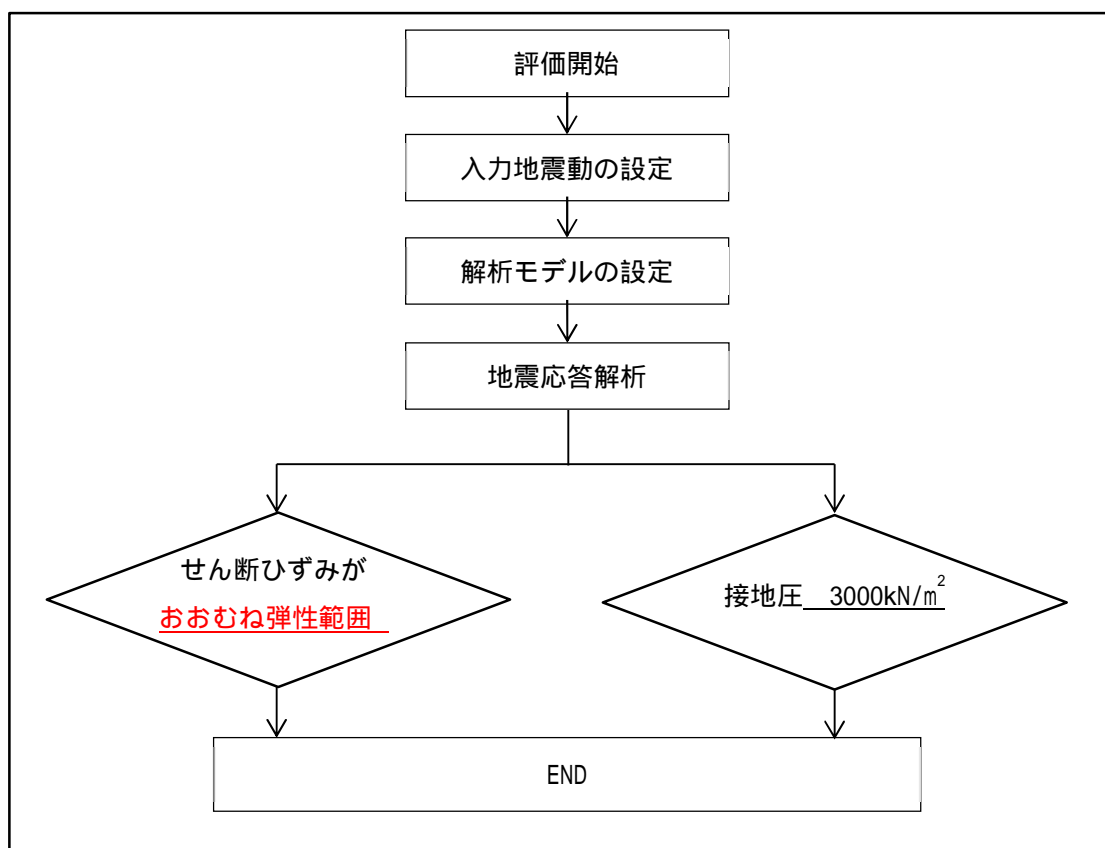 評価開始
入力地震動の設定
解析モデルの設定
地震応答解析
せん断ひずみが
おおむね弾性範囲
接地圧 3000kN/㎡
END